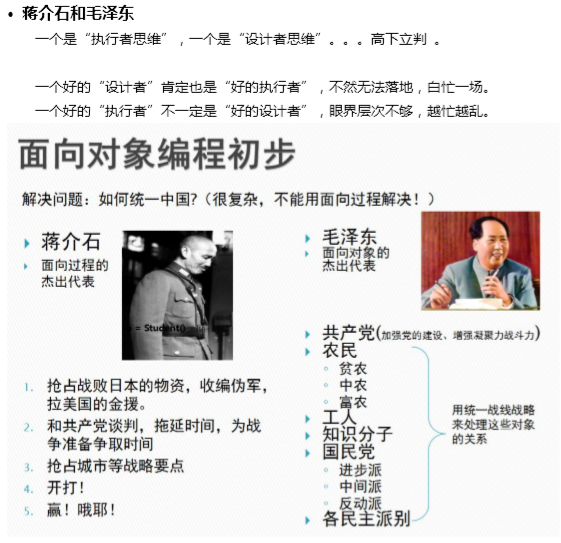 • 蒋介石和毛泽东
一个是“执行者思维”，一个是“设计者思维”。。。高下立判 。
一个好的“设计者”肯定也是“好的执行者”，不然无法落地，白忙一场。
一个好的“执行者”不一定是“好的设计者”，眼界层次不够，越忙越乱。
面向对象编程初步
解决问题：如何统一中国?（很复杂，不能用面向过程解决！）
蒋介石
面向过程的
杰出代表
= Student()
1. 抢占战败日本的物资，收编伪军，
拉美国的金援。
2. 和共产党谈判，拖延时间，为战
争准备争取时间
3. 抢占城市等战略要点
4. 开打！
5. 赢！哦耶！
毛泽东
面向对象的
杰出代表
共产党(加强党的建设、增强凝聚力战斗力)
农民
贫农
中农
富农
工人
知识分子
国民党
进步派
中间派
反动派
各民主派别
用统一战线战略
来处理这些对象
的关系